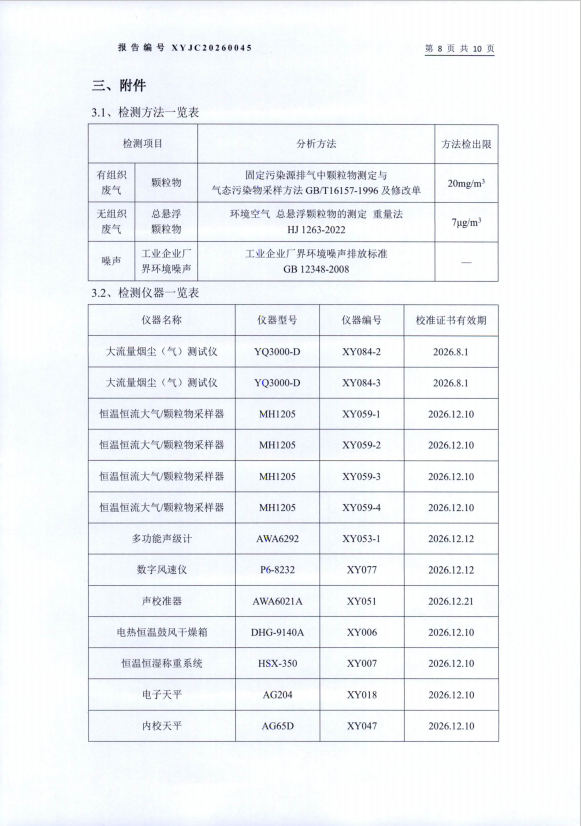 报告编号 XYJC20260045
第 8 页 共 10 页
三、附件
3.1、检测方法一览表
检测项目 分析方法 方法检出限
有组织废气 颗粒物 固定污染源排气中颗粒物测定与
气态污染物采样方法 GB/T16157-1996 及修改单 20mg/m³
无组织废气 总悬浮颗粒物 环境空气 总悬浮颗粒物的测定 重量法
HJ 1263-2022 7μg/m³
噪声 工业企业厂界环境噪声 工业企业厂界环境噪声排放标准
GB 12348-2008 —
3.2、检测仪器一览表
仪器名称 仪器型号 仪器编号 校准证书有效期
大流量烟尘（气）测试仪 YQ3000-D XY084-2 2026.8.1
大流量烟尘（气）测试仪 YQ3000-D XY084-3 2026.8.1
恒温恒流大气/颗粒物采样器 MH1205 XY059-1 2026.12.10
恒温恒流大气/颗粒物采样器 MH1205 XY059-2 2026.12.10
恒温恒流大气/颗粒物采样器 MH1205 XY059-3 2026.12.10
恒温恒流大气/颗粒物采样器 MH1205 XY059-4 2026.12.10
多功能声级计 AWA6292 XY053-1 2026.12.12
数字风速仪 P6-8232 XY077 2026.12.12
声校准器 AWA6021A XY051 2026.12.21
电热恒温鼓风干燥箱 DHG-9140A XY006 2026.12.10
恒温恒湿称重系统 HSX-350 XY007 2026.12.10
电子天平 AG204 XY018 2026.12.10
内校天平 AG65D XY047 2026.12.10